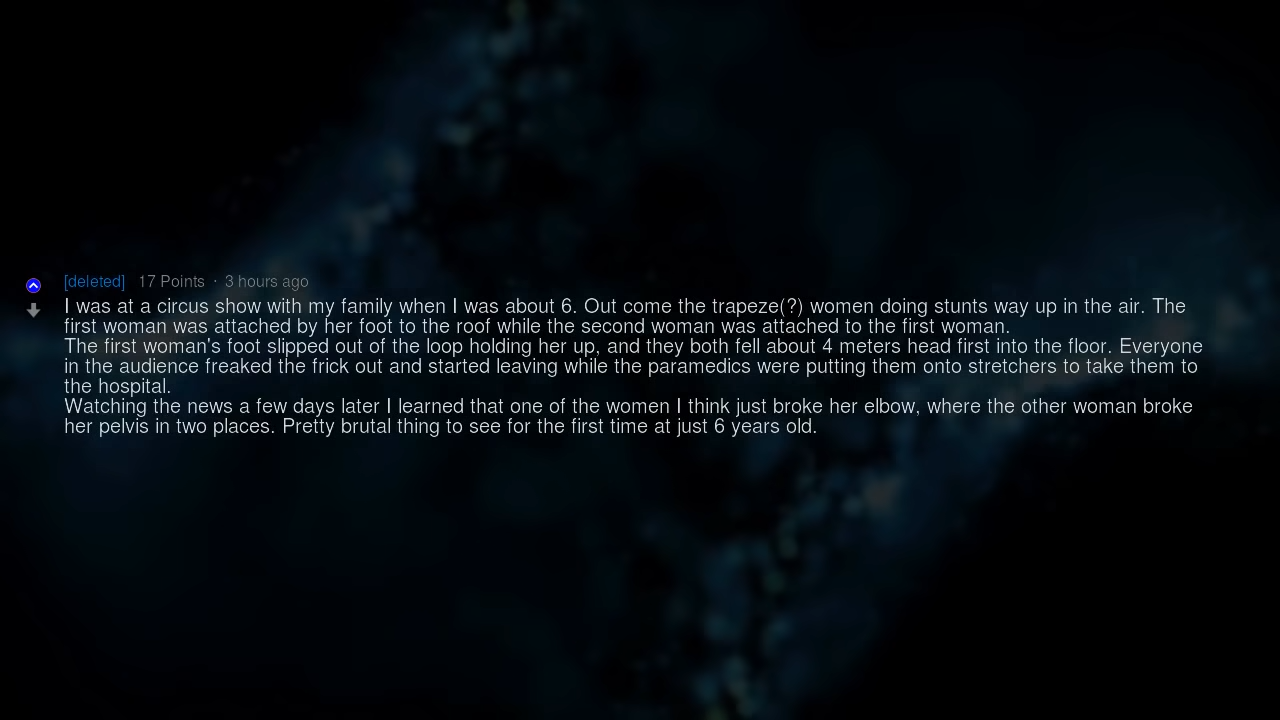 [deleted] 17 Points · 3 hours ago
I was at a circus show with my family when I was about 6. Out come the trapeze(?) women doing stunts way up in the air. The
first woman was attached by her foot to the roof while the second woman was attached to the first woman.
The first woman's foot slipped out of the loop holding her up, and they both fell about 4 meters head first into the floor. Everyone
in the audience freaked the frick out and started leaving while the paramedics were putting them onto stretchers to take them to
the hospital.
Watching the news a few days later I learned that one of the women I think just broke her elbow, where the other woman broke
her pelvis in two places. Pretty brutal thing to see for the first time at just 6 years old.